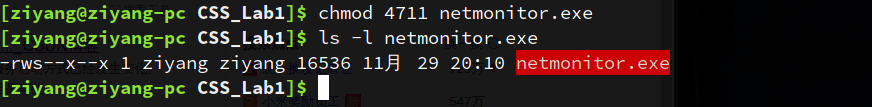 [ziyang@ziyang-pc CSS_Lab1]$ chmod 4711 netmonitor.exe
[ziyang@ziyang-pc CSS_Lab1]$ ls -l netmonitor.exe
-rws--x--x 1 ziyang ziyang 16536 11月 29 20:10 netmonitor.exe
[ziyang@ziyang-pc CSS_Lab1]$